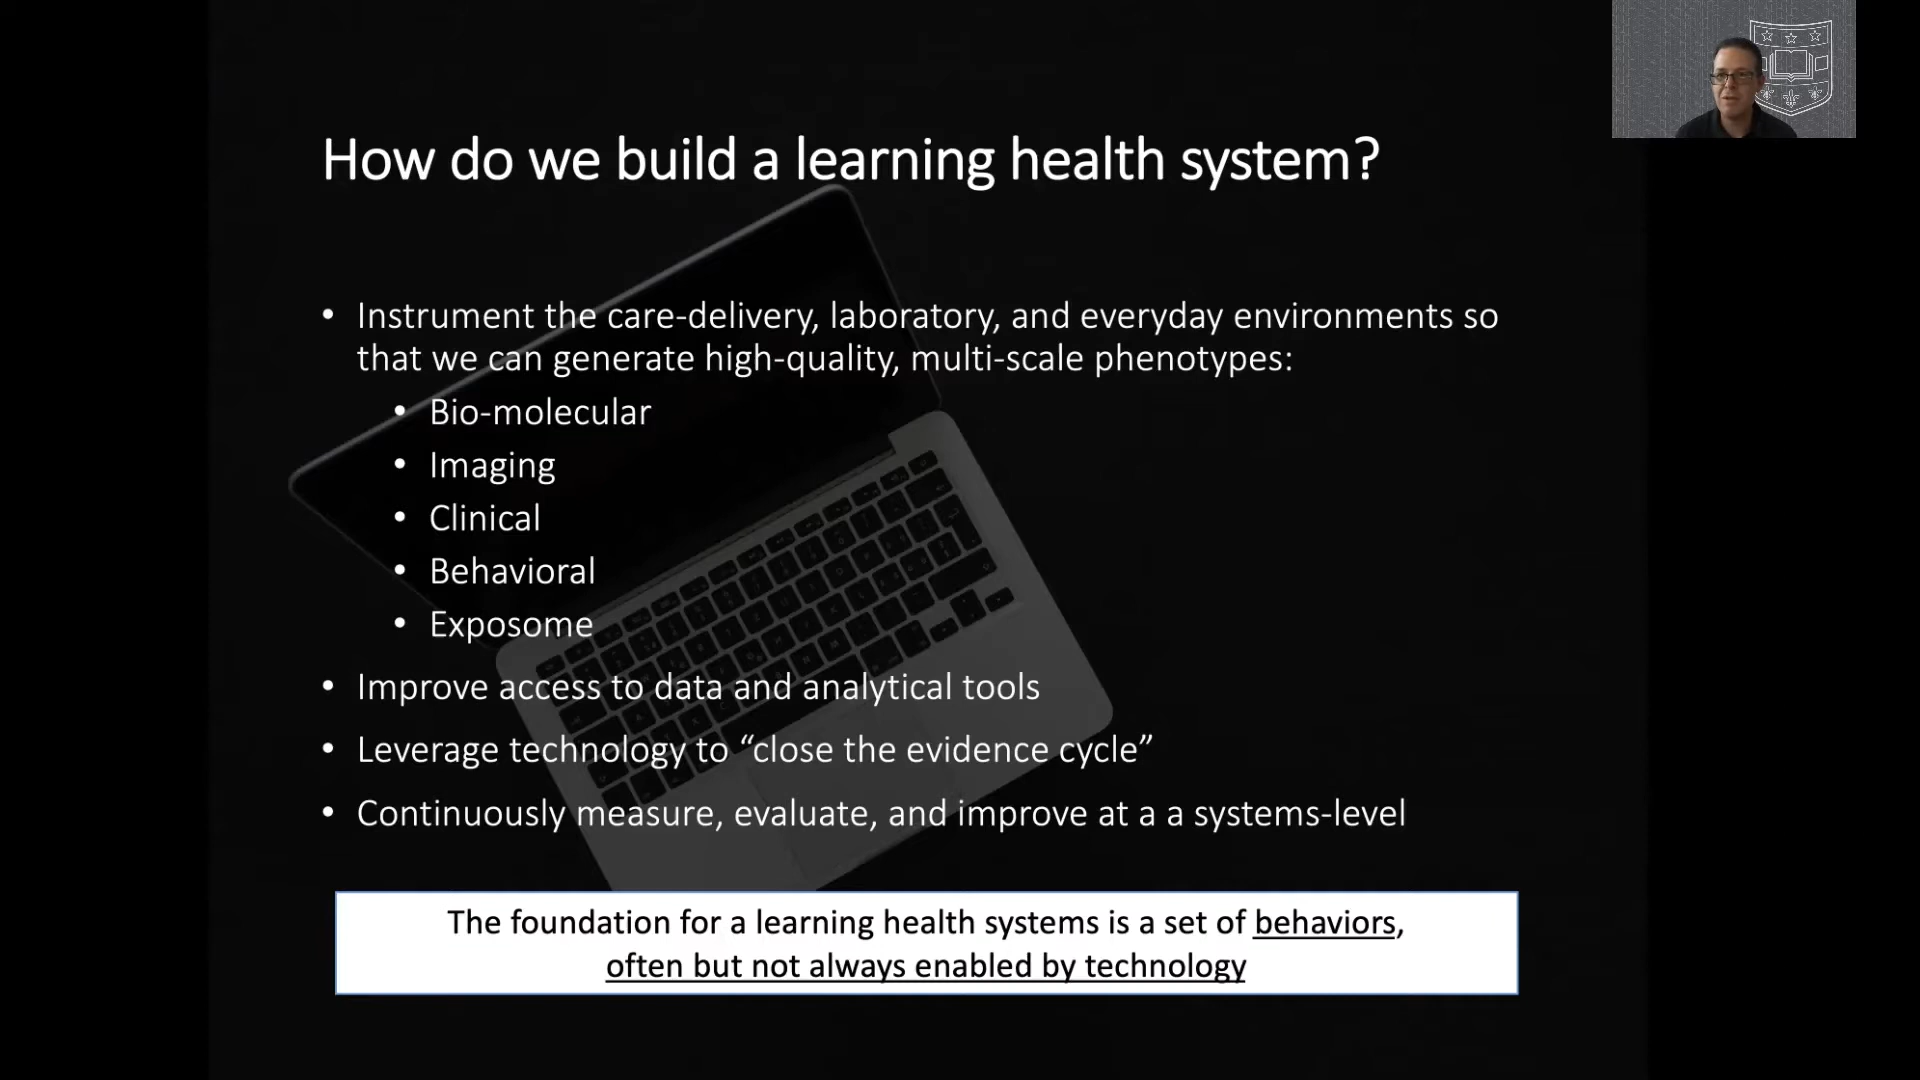 How do we build a learning health system?
• Instrument the care-delivery, laboratory, and everyday environments so
that we can generate high-quality, multi-scale phenotypes:
• Bio-molecular
• Imaging
• Clinical
• Behavioral
• Exposome
• Improve access to data and analytical tools
• Leverage technology to “close the evidence cycle”
• Continuously measure, evaluate, and improve at a a systems-level
The foundation for a learning health systems is a set of behaviors,
often but not always enabled by technology